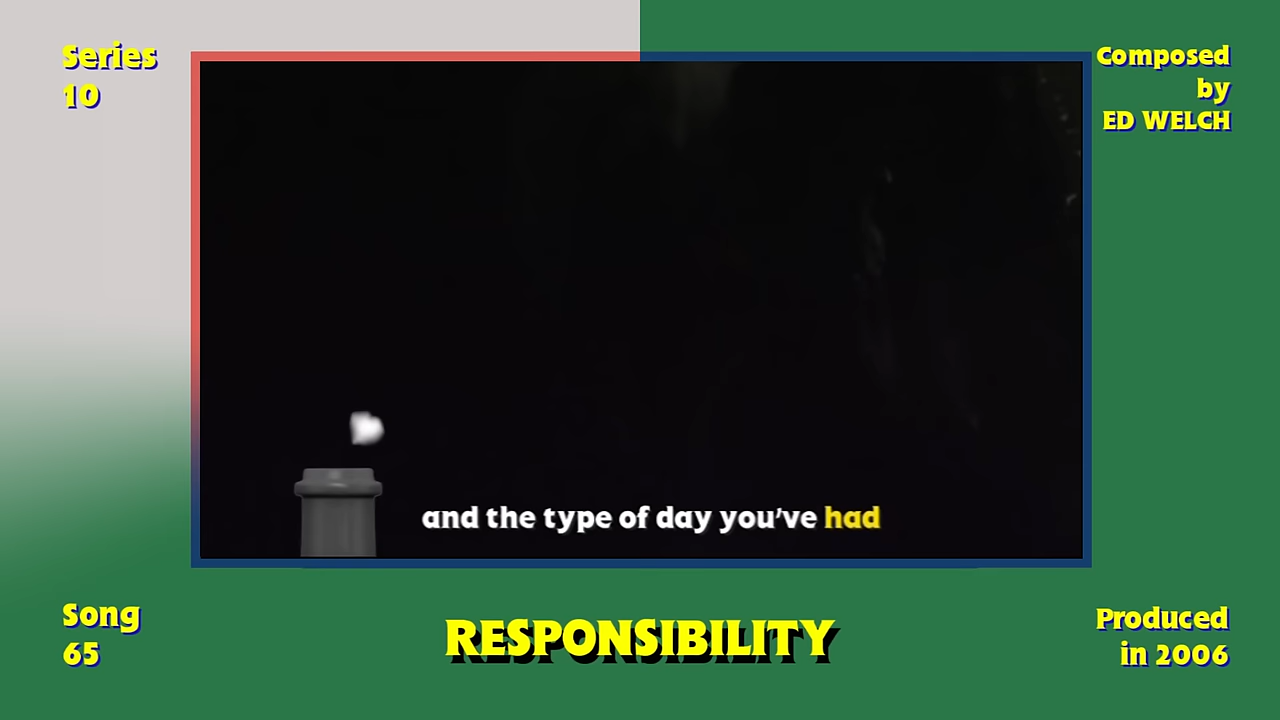 Series
10
Composed
by
ED WELCH
and the type of day you've had
Song
65
RESPONSIBILITY
Produced
in 2006